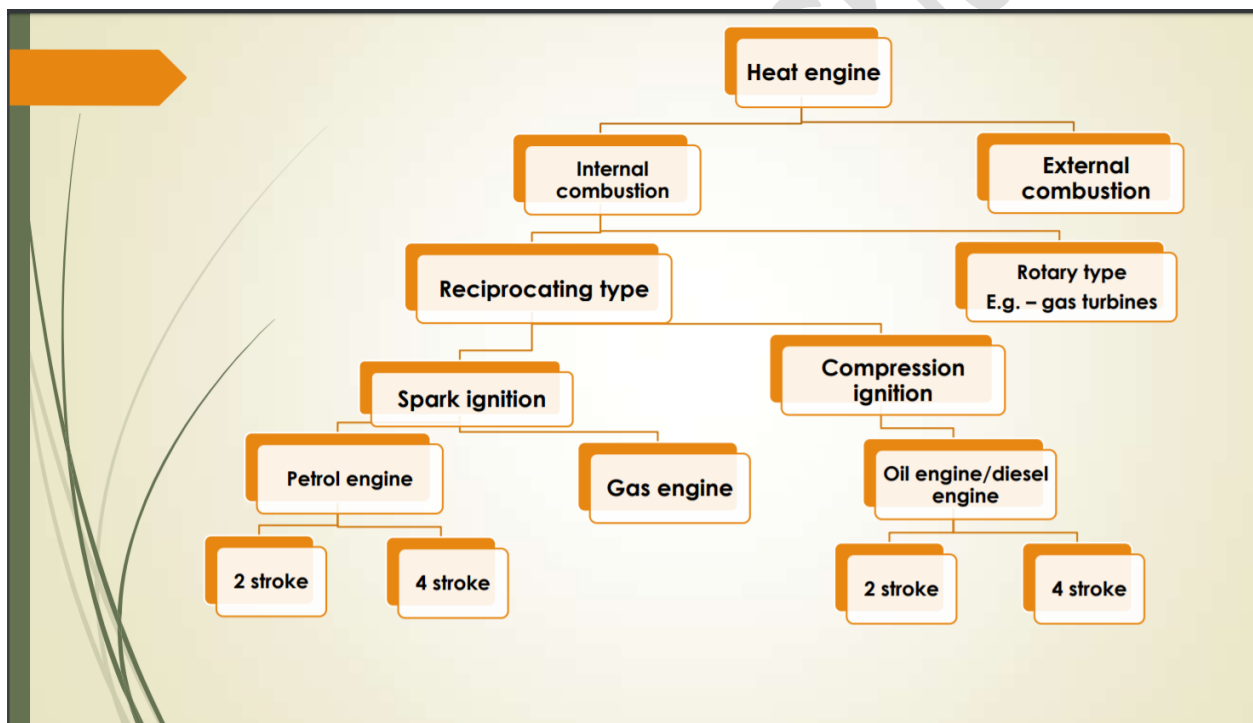 Heat engine
Internal
combustion
External
combustion
Reciprocating type
Rotary type
E.g. – gas turbines
Spark ignition
Compression
ignition
Petrol engine
Gas engine
Oil engine/diesel
engine
2 stroke
4 stroke
2 stroke
4 stroke